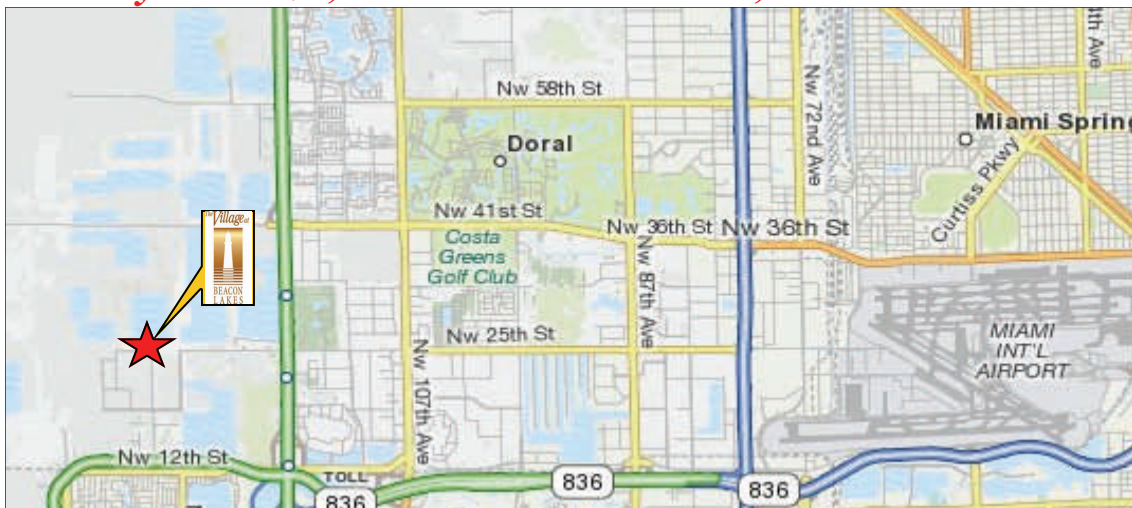 Nw 58th St
Doral
Nw 72nd Ave
Miami Spring
Curtiss Pkwy
Nw 41st St
Nw 36th St
Nw 36th St
The Village at
BEACON
LAKES
Costa
Greens
Golf Club
Nw 87th Ave
Nw 25th St
Nw 107th Ave
MIAMI
INT'L
AIRPORT
Nw 12th St
TOLL
836
836
836